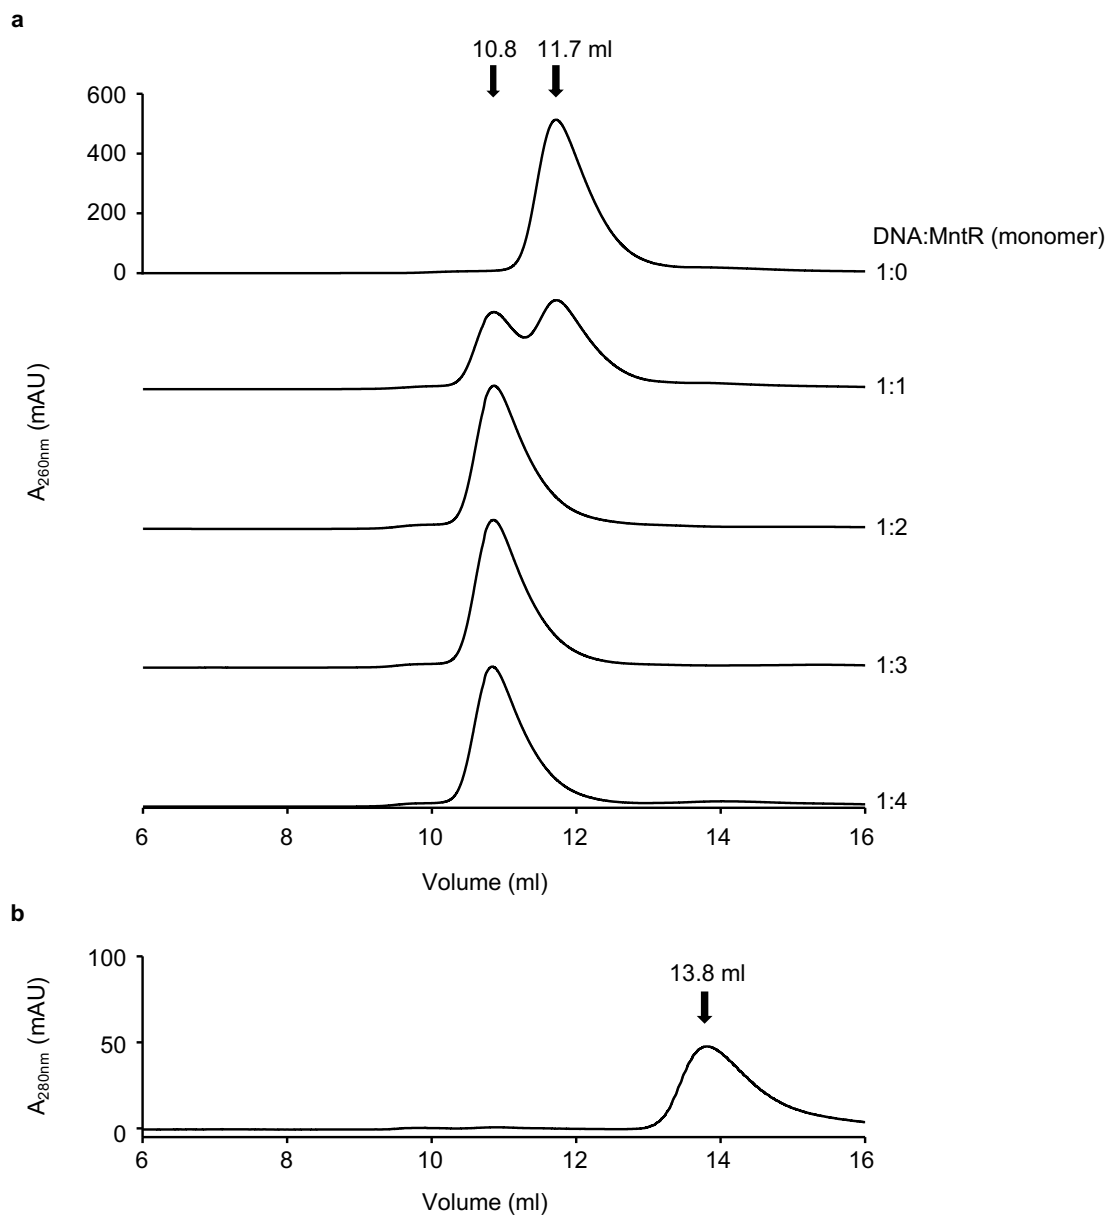 a
10.8 11.7 ml
600
400
200
0
DNA:MntR (monomer)
1:0
1:1
1:2
1:3
1:4
A260nm (mAU)
6 8 10 12 14 16
Volume (ml)
b
100
50
0
13.8 ml
A280nm (mAU)
6 8 10 12 14 16
Volume (ml)